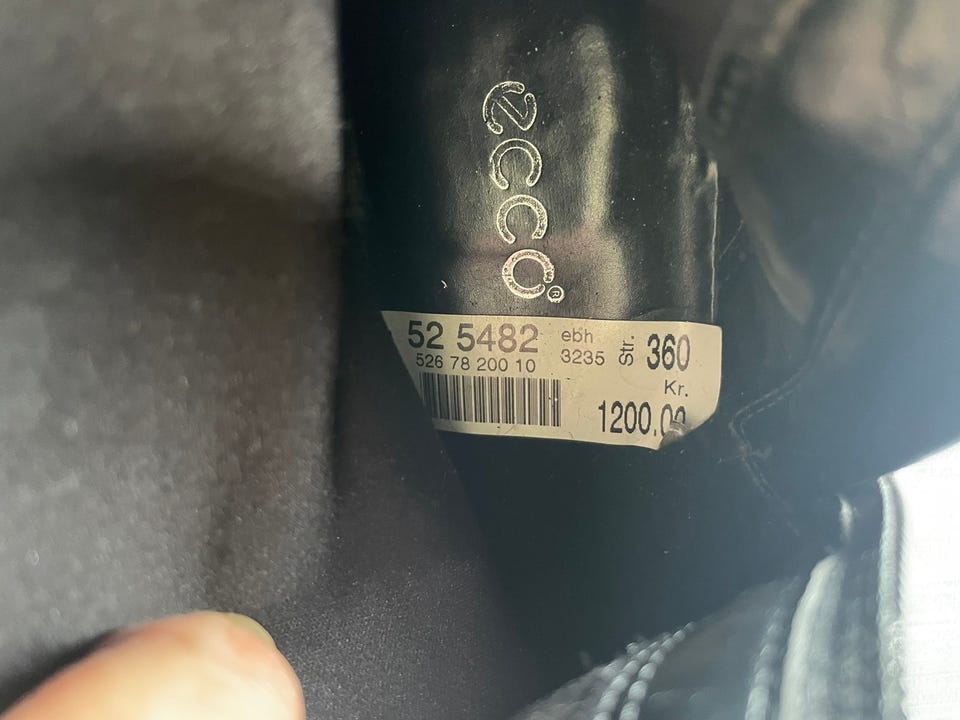 ecco®
52 5482 ebh Str. 360
526 78 200 10 3235
Kr.
1200.00